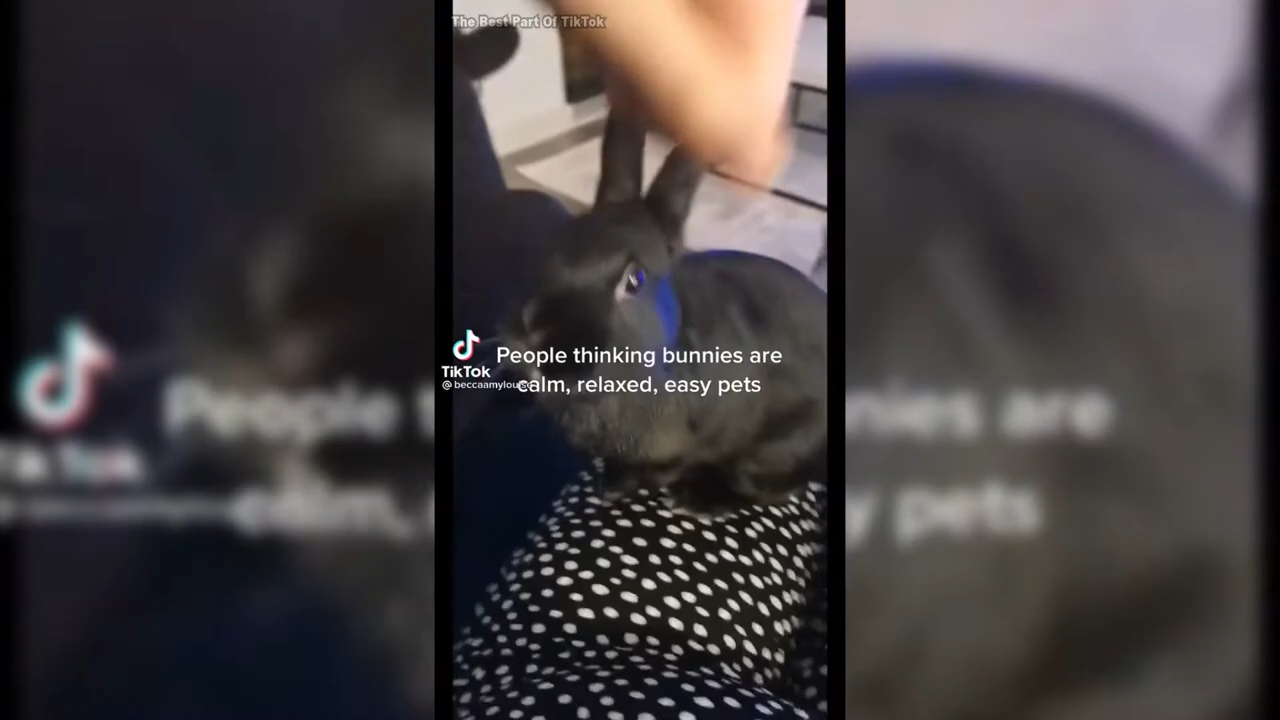 The Best Part Of TikTok
People thinking bunnies are
calm, relaxed, easy pets
TikTok